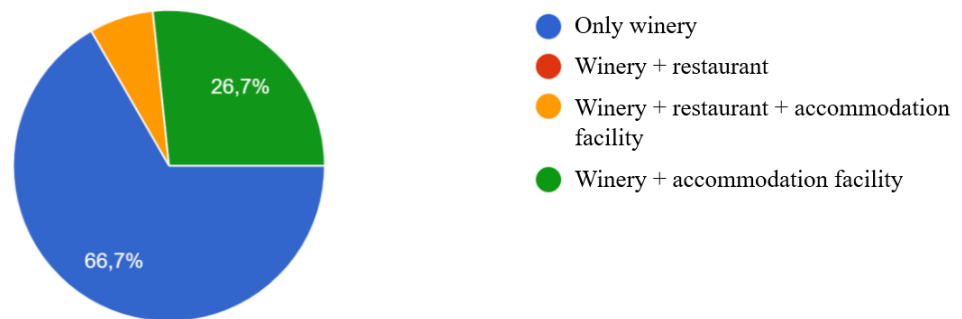 26,7%
66,7%
Only winery
Winery + restaurant
Winery + restaurant + accommodation
facility
Winery + accommodation facility